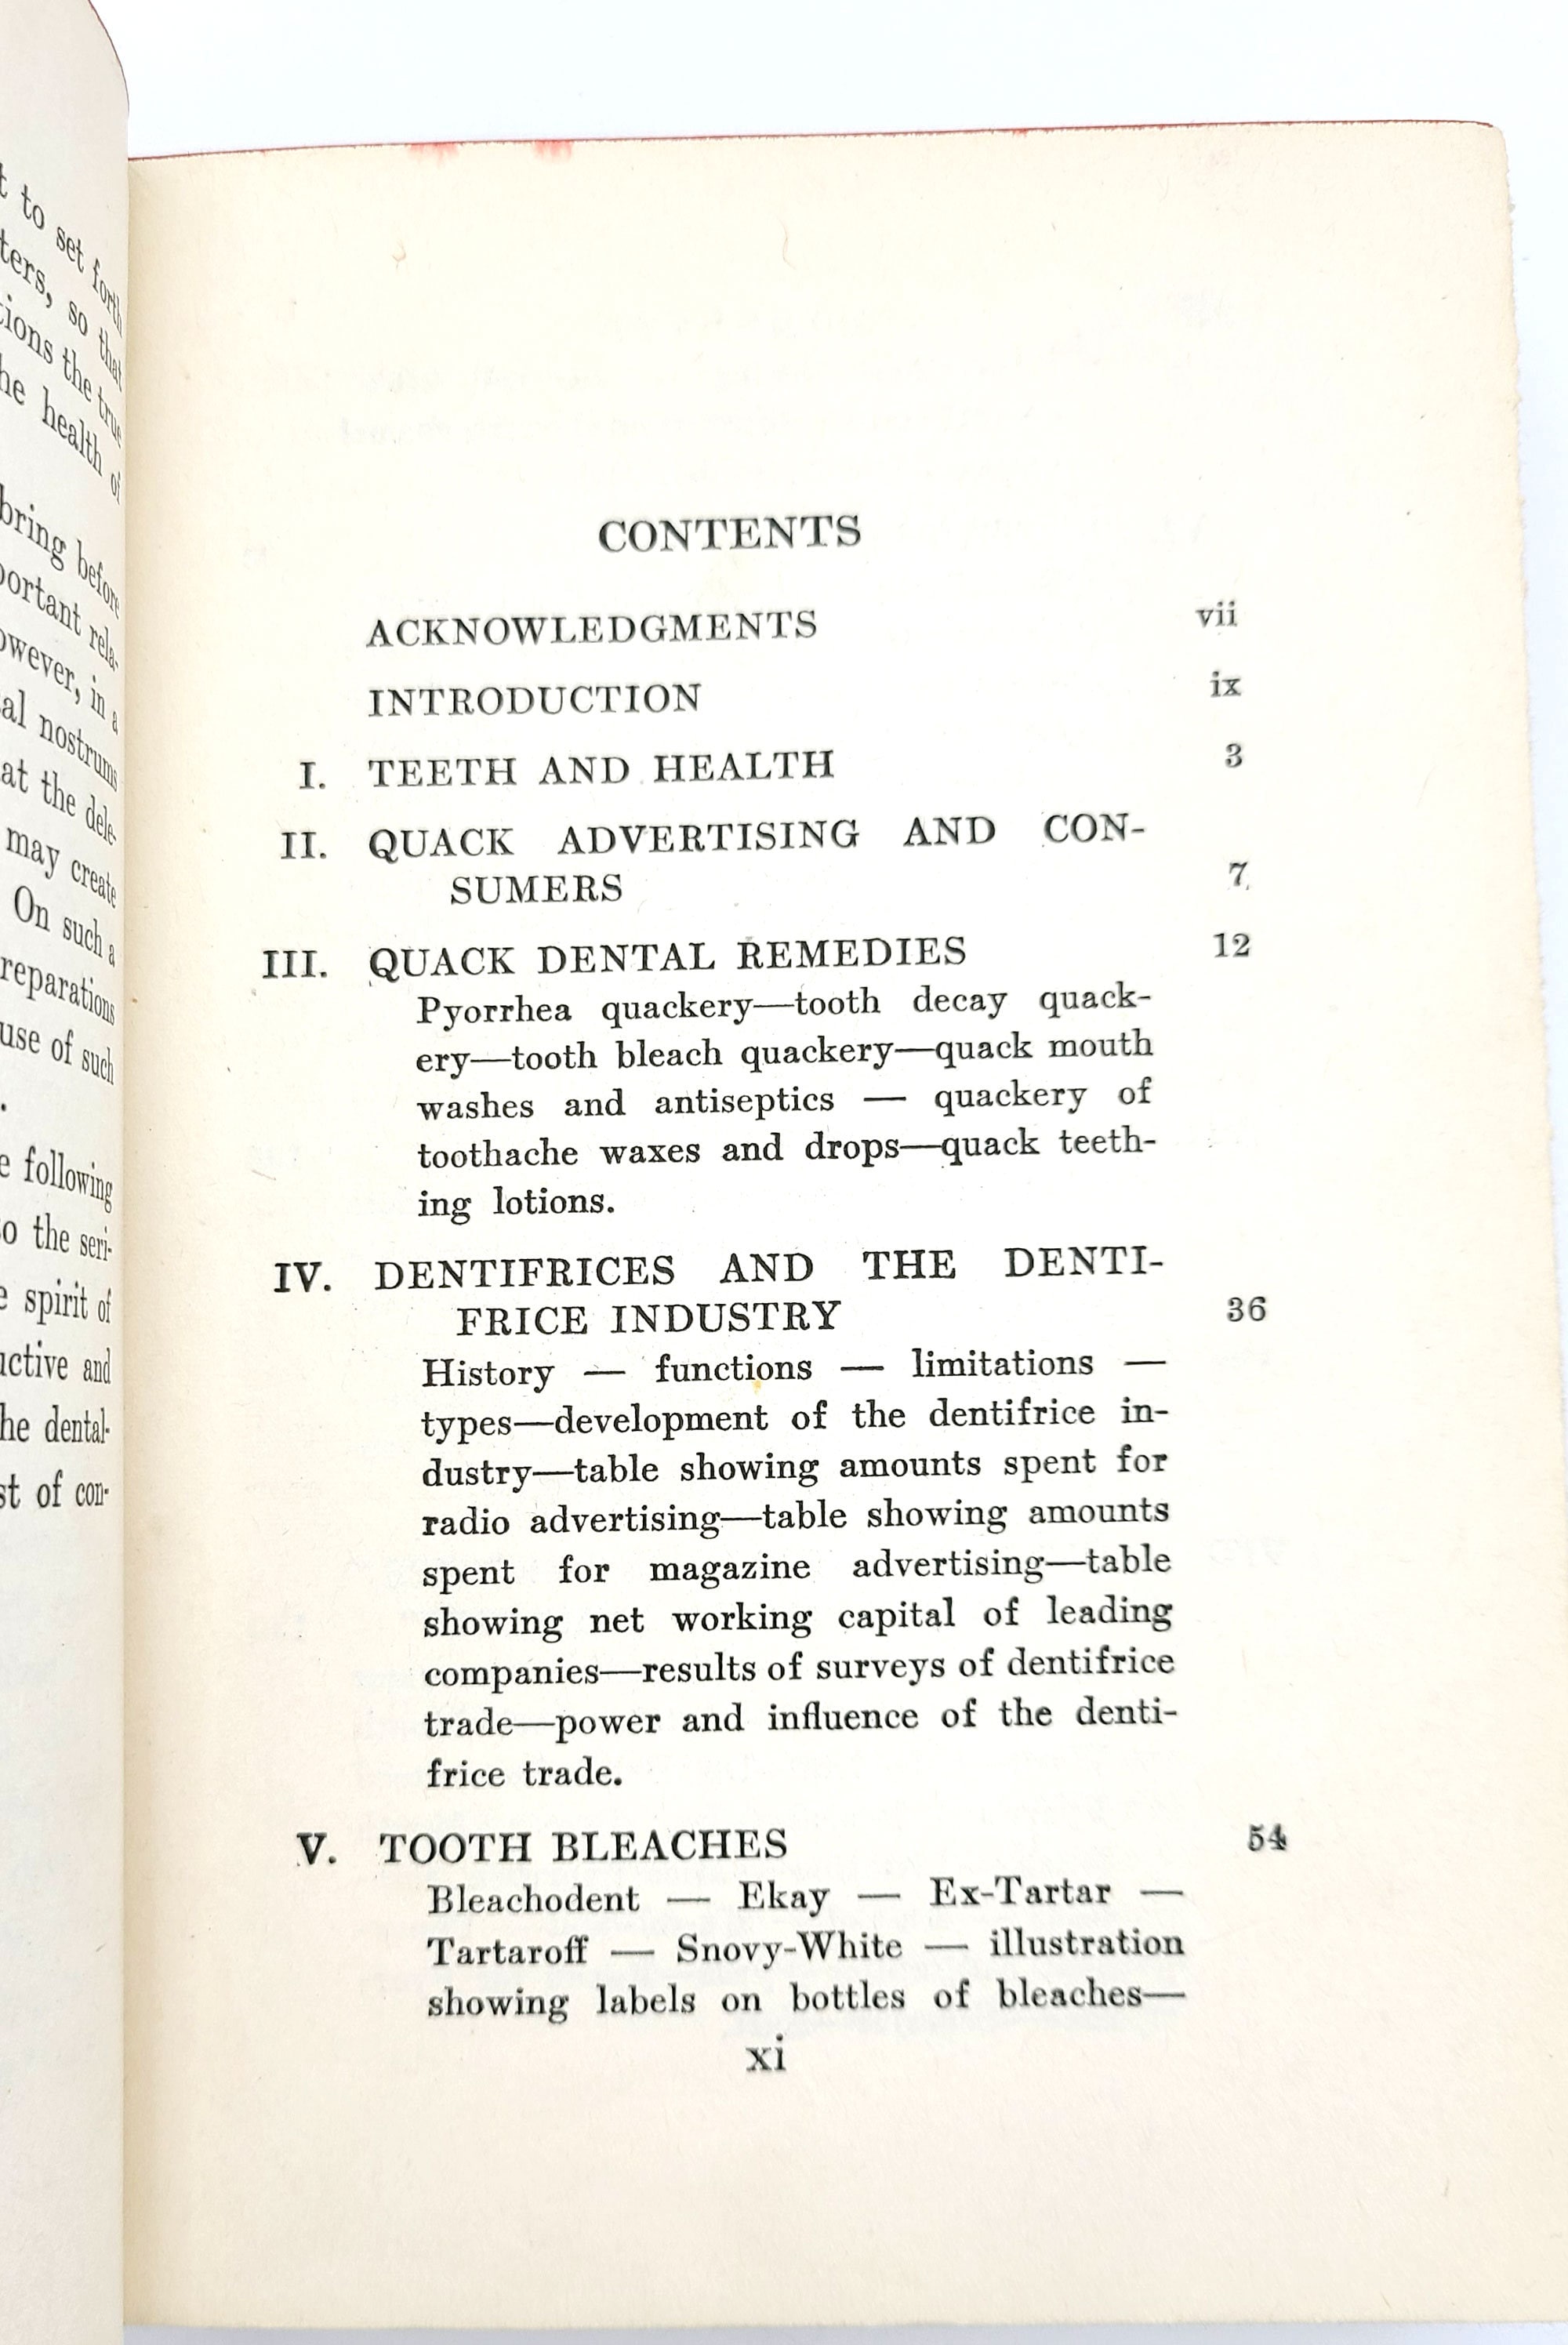 t to set forth
ters, so that
tions the true
he health of
bring before
portant rela-
owever, in a
al nostrums
at the dele-
may create
On such a
reparations
use of such
.
e following
o the seri-
e spirit of
uctive and
he dental-
st of con-
CONTENTS
ACKNOWLEDGMENTS vii
INTRODUCTION ix
I. TEETH AND HEALTH 3
II. QUACK ADVERTISING AND CON-
SUMERS 7
III. QUACK DENTAL REMEDIES 12
Pyorrhea quackery—tooth decay quack-
ery—tooth bleach quackery—quack mouth
washes and antiseptics — quackery of
toothache waxes and drops—quack teeth-
ing lotions.
IV. DENTIFRICES AND THE DENTI-
FRICE INDUSTRY 36
History — functions — limitations —
types—development of the dentifrice in-
dustry—table showing amounts spent for
radio advertising—table showing amounts
spent for magazine advertising—table
showing net working capital of leading
companies—results of surveys of dentifrice
trade—power and influence of the denti-
frice trade.
V. TOOTH BLEACHES 54
Bleachodent — Ekay — Ex-Tartar —
Tartaroff — Snovy-White — illustration
showing labels on bottles of bleaches—
xi